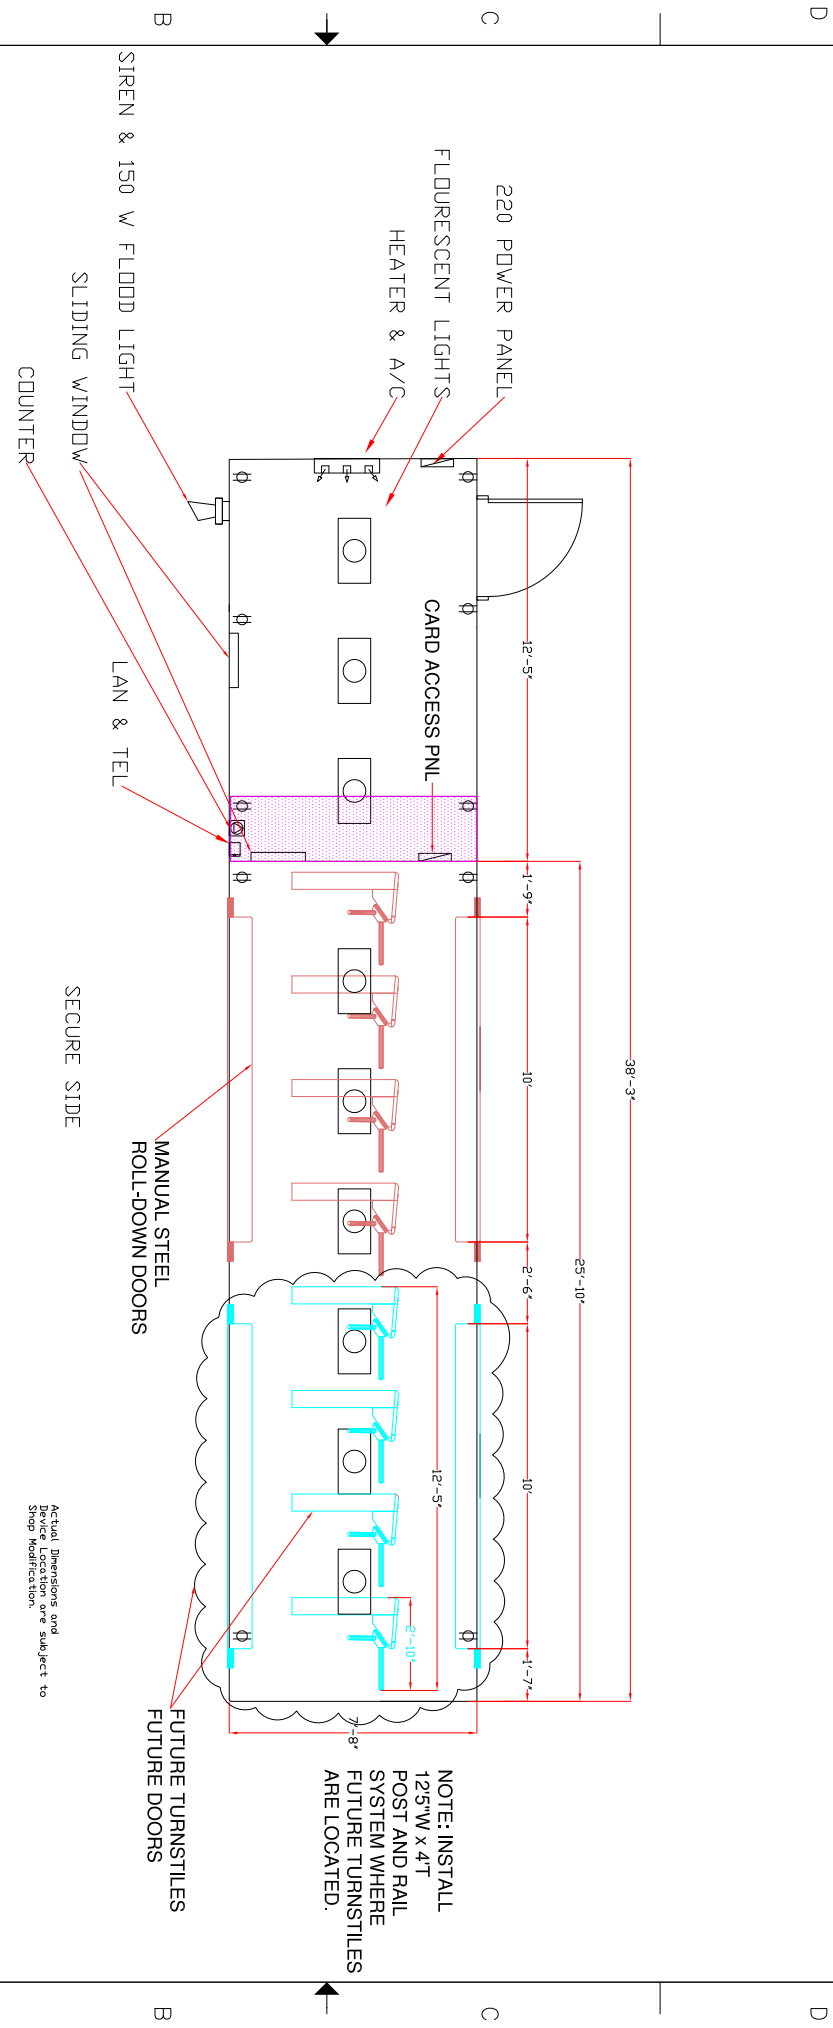 D
C
B
220 POWER PANEL
FLOURESCENT LIGHTS
HEATER & A/C
SIREN & 150 W FLOOD LIGHT
SLIDING WINDOW
COUNTER
LAN & TEL
CARD ACCESS PNL
38'-3"
25'-10"
12'-5"
1'-9"
10'
2'-6"
10'
1'-7"
12'-5"
2'-10"
7'-8"
SECURE SIDE
MANUAL STEEL
ROLL-DOWN DOORS
NOTE: INSTALL
12'5"W x 4'T
POST AND RAIL
SYSTEM WHERE
FUTURE TURNSTILES
ARE LOCATED.
FUTURE TURNSTILES
FUTURE DOORS
Actual Dimensions and
Device Location are subject to
Shop Modification.
D
C
B